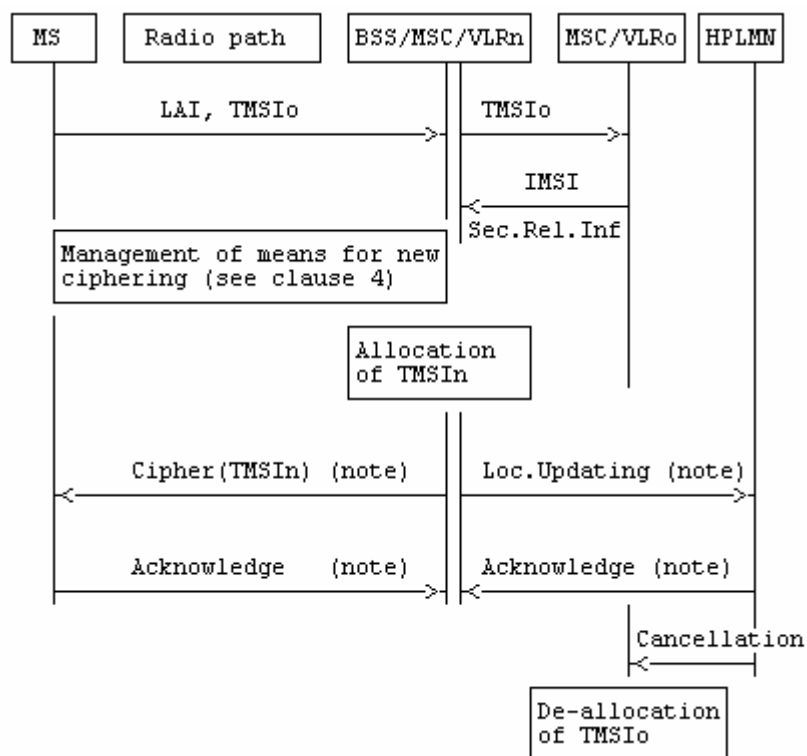 MS
Radio path
BSS/MSC/VLRn
MSC/VLRo
HPLMN
LAI, TMSIo
TMSIo
IMSI
Sec.Rel.Inf
Management of means for new
ciphering (see clause 4)
Allocation
of TMSIn
Cipher(TMSIn) (note)
Loc.Updating (note)
Acknowledge (note)
Acknowledge (note)
Cancellation
De-allocation
of TMSIo